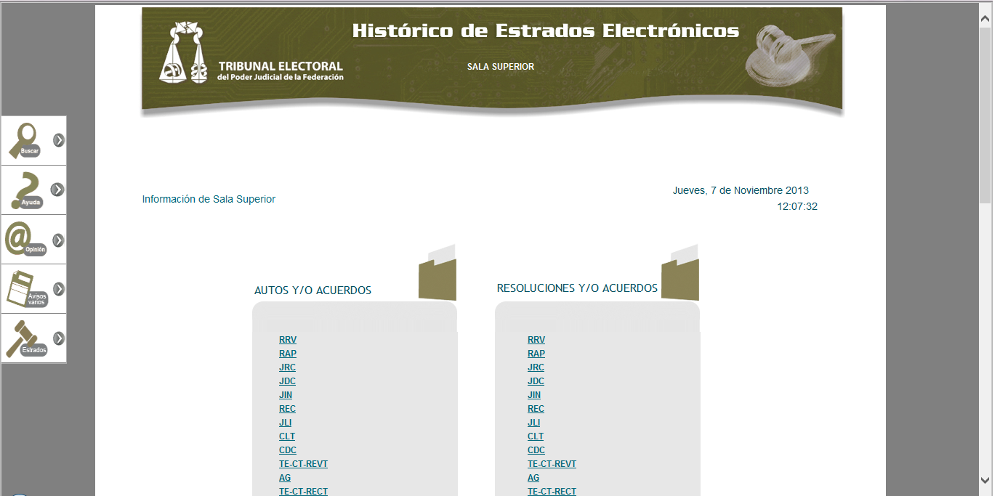 Histórico de Estrados Electrónicos
TRIBUNAL ELECTORAL
del Poder Judicial de la Federación
SALA SUPERIOR
Buscar
Ayuda
Opinión
Avisos
varios
Estrados
Información de Sala Superior
Jueves, 7 de Noviembre 2013
12:07:32
AUTOS Y/O ACUERDOS
RRV
RAP
JRC
JDC
JIN
REC
JLI
CLT
CDC
TE-CT-REVT
AG
TE-CT-RECT
RESOLUCIONES Y/O ACUERDOS
RRV
RAP
JRC
JDC
JIN
REC
JLI
CLT
CDC
TE-CT-REVT
AG
TE-CT-RECT